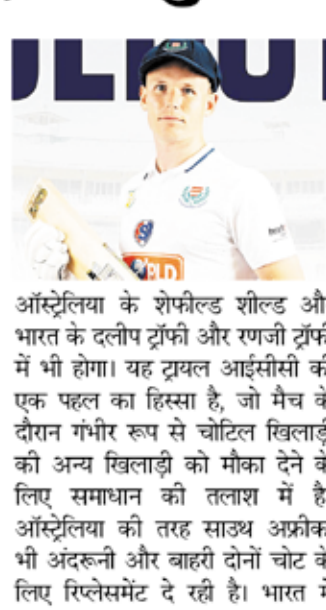 ऑस्ट्रेलिया के शेफील्ड शील्ड औ
भारत के दलीप ट्रॉफी और रणजी ट्रॉफ
में भी होगा। यह ट्रायल आईसीसी क
एक पहल का हिस्सा है, जो मैच के
दौरान गंभीर रूप से चोटिल खिलाड़
की अन्य खिलाड़ी को मौका देने के
लिए समाधान की तलाश में है
ऑस्ट्रेलिया की तरह साउथ अफ्रीक
भी अंदरूनी और बाहरी दोनों चोट के
लिए रिप्लेसमेंट दे रही है। भारत में